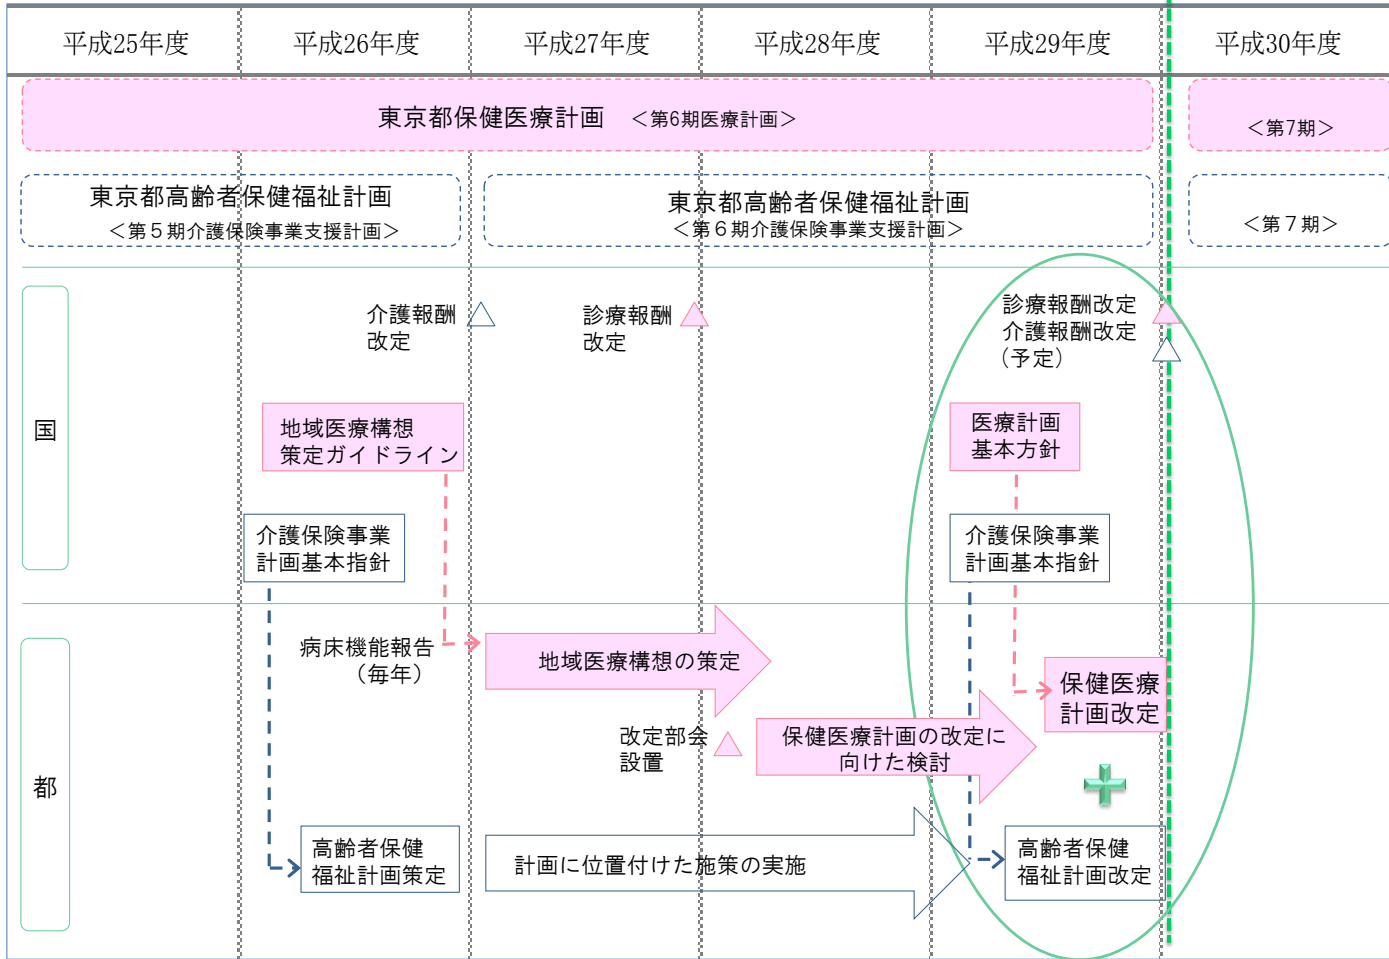 平成25年度
平成26年度
平成27年度
平成28年度
平成29年度
平成30年度
東京都保健医療計画 ＜第6期医療計画＞
＜第7期＞
東京都高齢者保健福祉計画
＜第５期介護保険事業支援計画＞
東京都高齢者保健福祉計画
＜第６期介護保険事業支援計画＞
＜第７期＞
国
介護報酬
改定
診療報酬
改定
診療報酬改定
介護報酬改定
（予定）
地域医療構想
策定ガイドライン
医療計画
基本方針
介護保険事業
計画基本指針
介護保険事業
計画基本指針
都
病床機能報告
（毎年）
地域医療構想の策定
保健医療
計画改定
改定部会
設置
保健医療計画の改定に
向けた検討
高齢者保健
福祉計画策定
計画に位置付けた施策の実施
高齢者保健
福祉計画改定